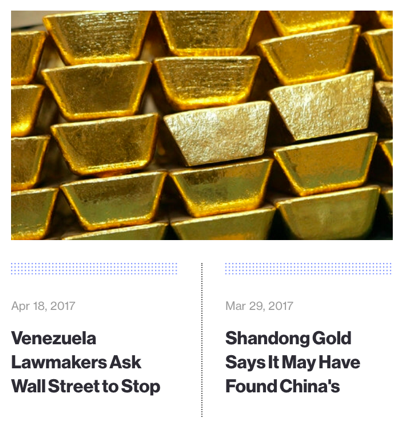 Apr 18, 2017
Venezuela
Lawmakers Ask
Wall Street to Stop
Mar 29, 2017
Shandong Gold
Says It May Have
Found China's